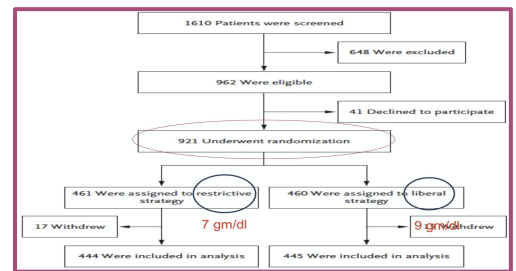 1610 Patients were screened
648 Were excluded
962 Were eligible
41 Declined to participate
921 Underwent randomization
461 Were assigned to restrictive
strategy
460 Were assigned to liberal
strategy
17 Withdrew
7 gm/dl
9 gm/dl
444 Were included in analysis
445 Were included in analysis